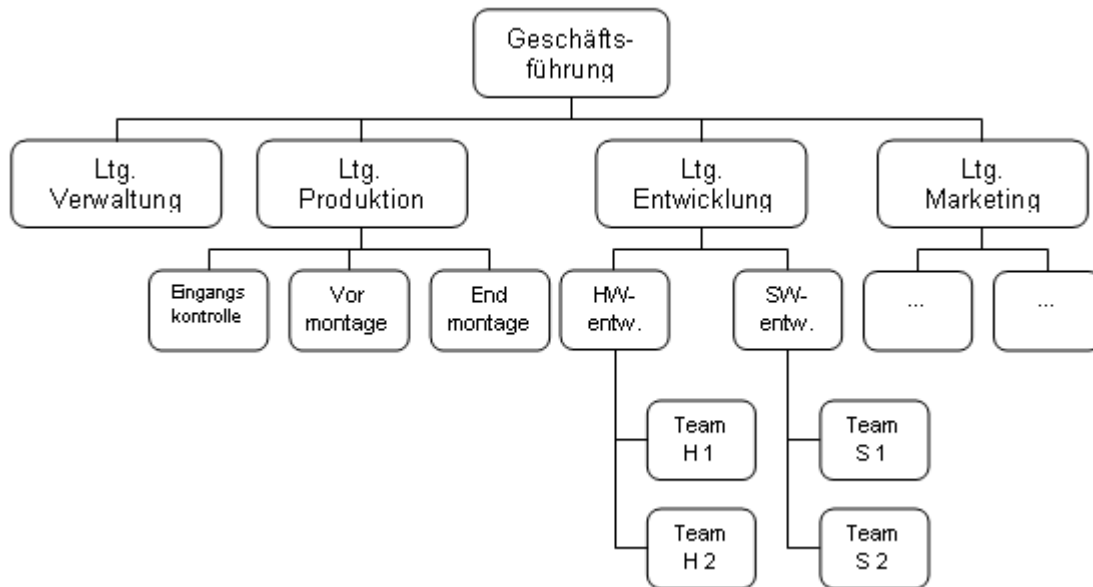 Geschäfts-
führung
Ltg.
Verwaltung
Ltg.
Produktion
Ltg.
Entwicklung
Ltg.
Marketing
Eingangs
kontrolle
Vor
montage
End
montage
HW-
entw.
SW-
entw.
...
...
Team
H 1
Team
S 1
Team
H 2
Team
S 2